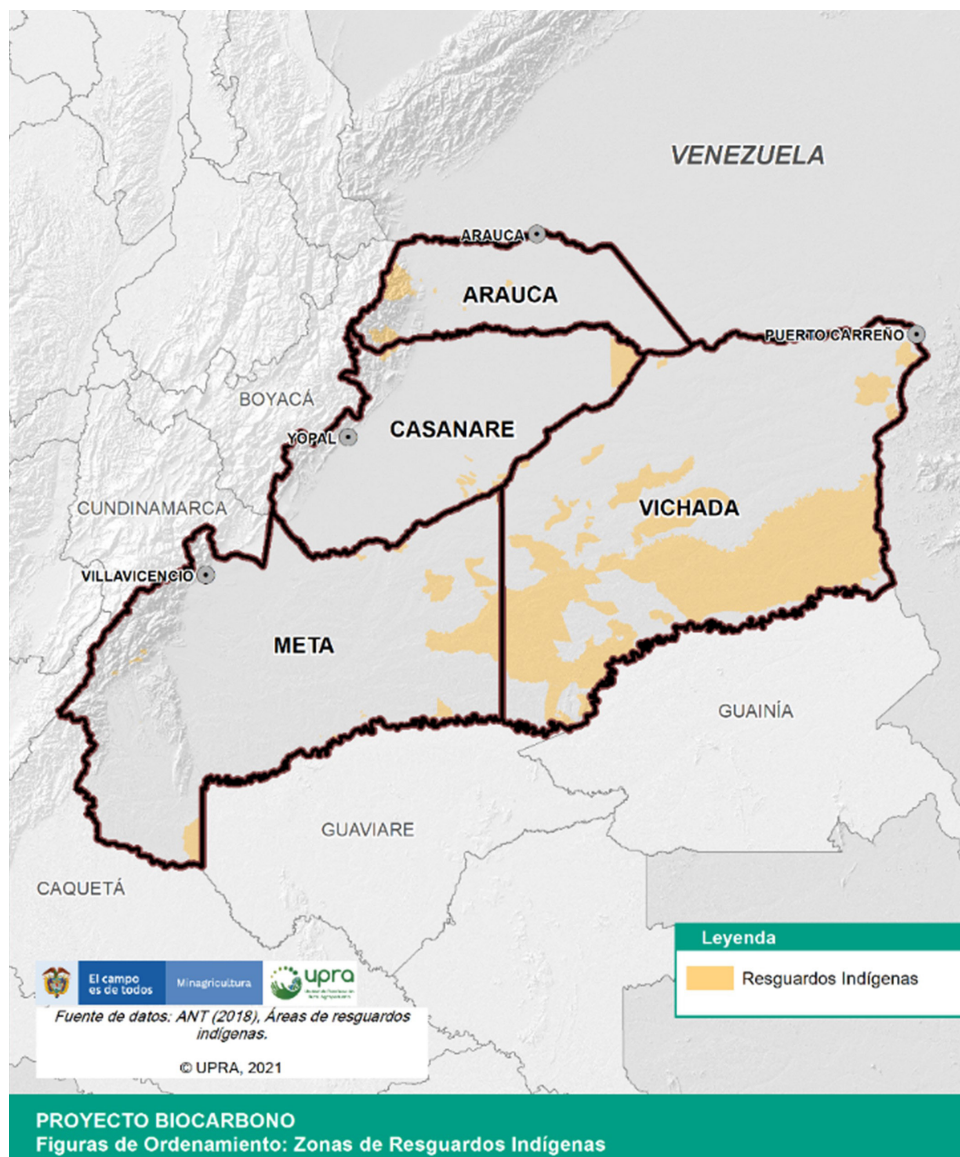 VENEZUELA
ARAUCA
ARAUCA
PUERTO CARREÑO
BOYACÁ
CASANARE
YOPAL
VICHADA
CUNDINAMARCA
VILLAVICENCIO
META
GUAINÍA
GUAVIARE
CAQUETÁ
Leyenda
Resguardos Indígenas
El campo
es de todos
Minagricultura
upra
Fuente de datos: ANT (2018), Áreas de resguardos
indígenas.
© UPRA, 2021
PROYECTO BIOCARBONO
Figuras de Ordenamiento: Zonas de Resguardos Indígenas